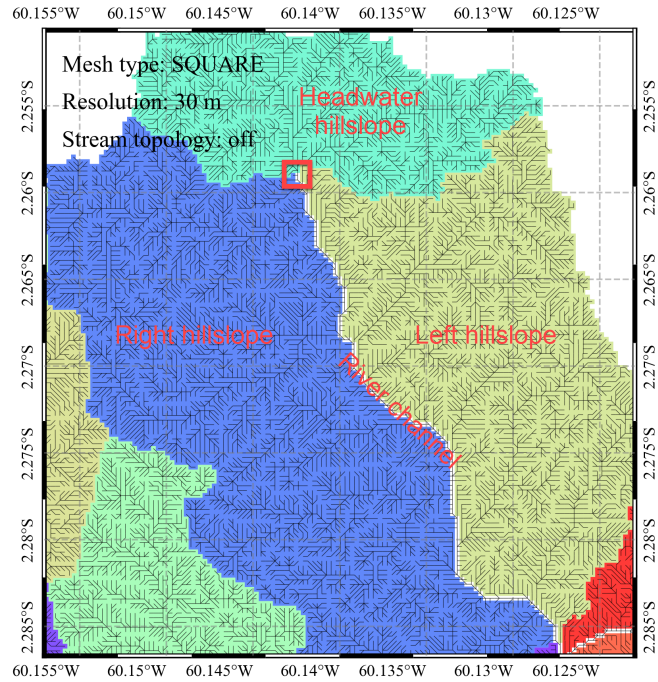 60.155°W 60.15°W 60.145°W 60.14°W 60.135°W 60.13°W 60.125°W
Mesh type: SQUARE
Resolution: 30 m
Stream topology: off
Headwater
hillslope
2.255°S
2.26°S
2.265°S
2.27°S
2.275°S
2.28°S
2.285°S
Right hillslope
Left hillslope
River channel
2.255°S
2.26°S
2.265°S
2.27°S
2.275°S
2.28°S
2.285°S
60.155°W 60.15°W 60.145°W 60.14°W 60.135°W 60.13°W 60.125°W